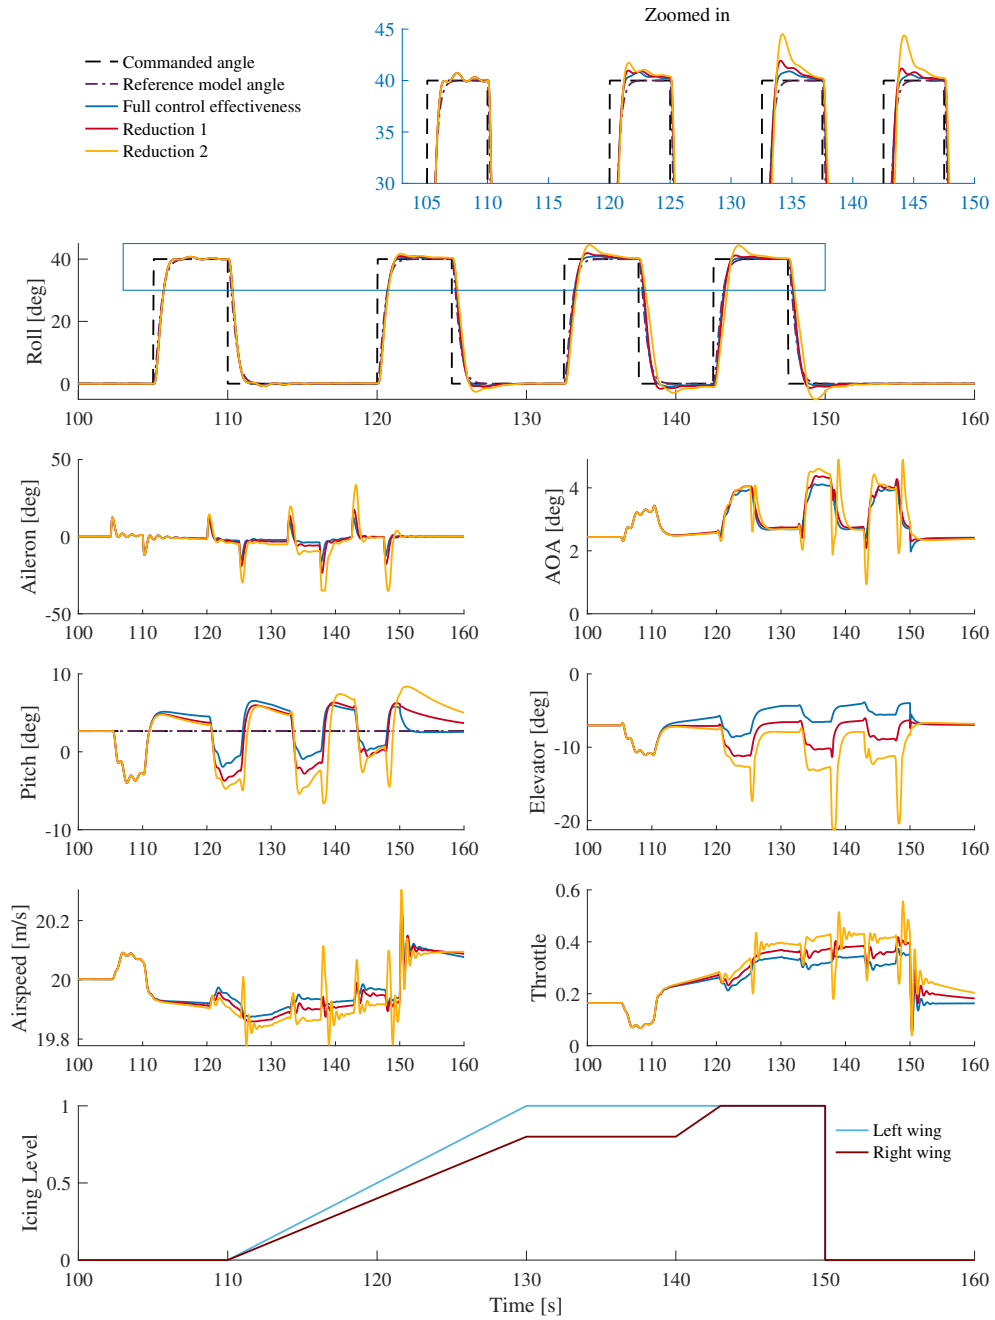 Zoomed in
Commanded angle
Reference model angle
Full control effectiveness
Reduction 1
Reduction 2
45
40
35
30
105 110 115 120 125 130 135 140 145 150
Roll [deg]
40
20
0
100 110 120 130 140 150 160
Aileron [deg]
50
0
-50
100 110 120 130 140 150 160
AOA [deg]
4
2
0
100 110 120 130 140 150 160
Pitch [deg]
10
0
-10
100 110 120 130 140 150 160
Elevator [deg]
-0
-10
-20
100 110 120 130 140 150 160
Airspeed [m/s]
20.2
20
19.8
100 110 120 130 140 150 160
Throttle
0.6
0.4
0.2
0
100 110 120 130 140 150 160
Icing Level
1
0.5
0
Left wing
Right wing
100 110 120 130 140 150 160
Time [s]